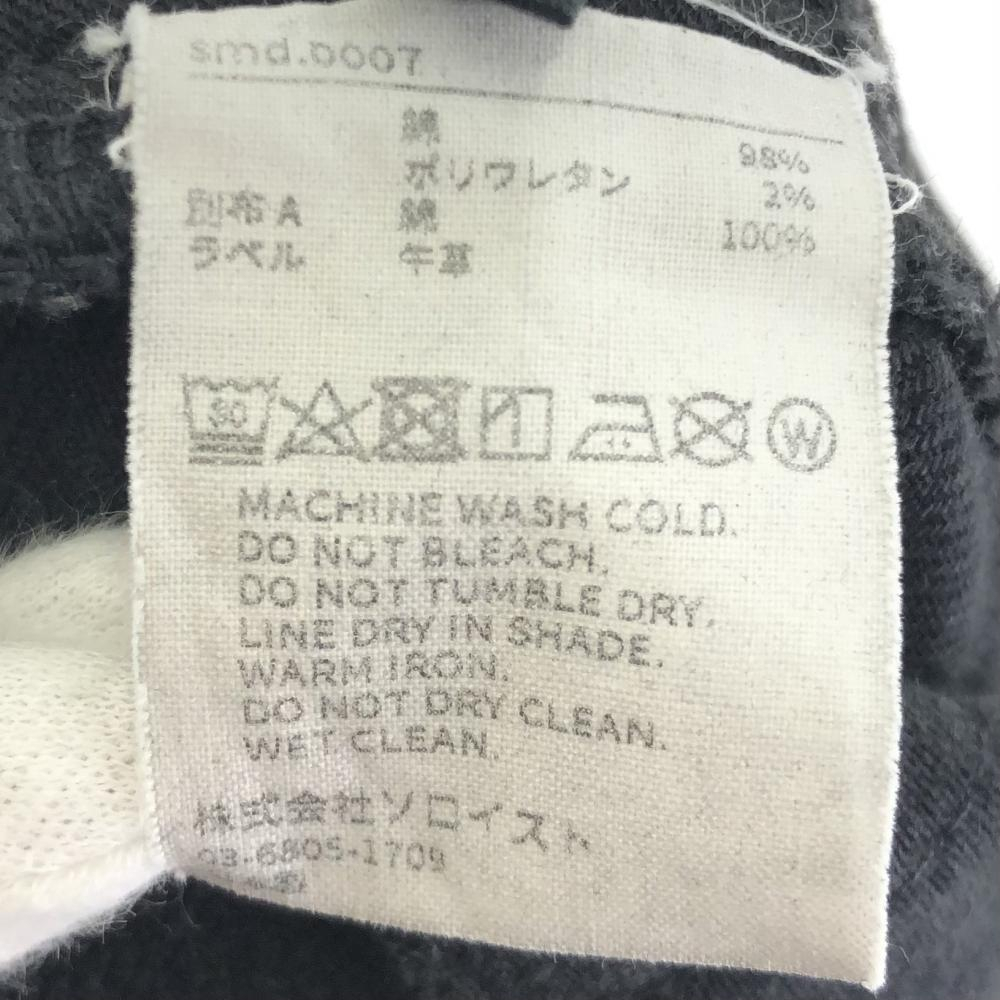 smd.0007
綿 98%
ポリウレタン 2%
別布A 綿 100%
ラベル 牛革
30 W
MACHINE WASH COLD.
DO NOT BLEACH.
DO NOT TUMBLE DRY.
LINE DRY IN SHADE.
WARM IRON.
DO NOT DRY CLEAN.
WET CLEAN.
株式会社ソロイスト
03-6805-1709